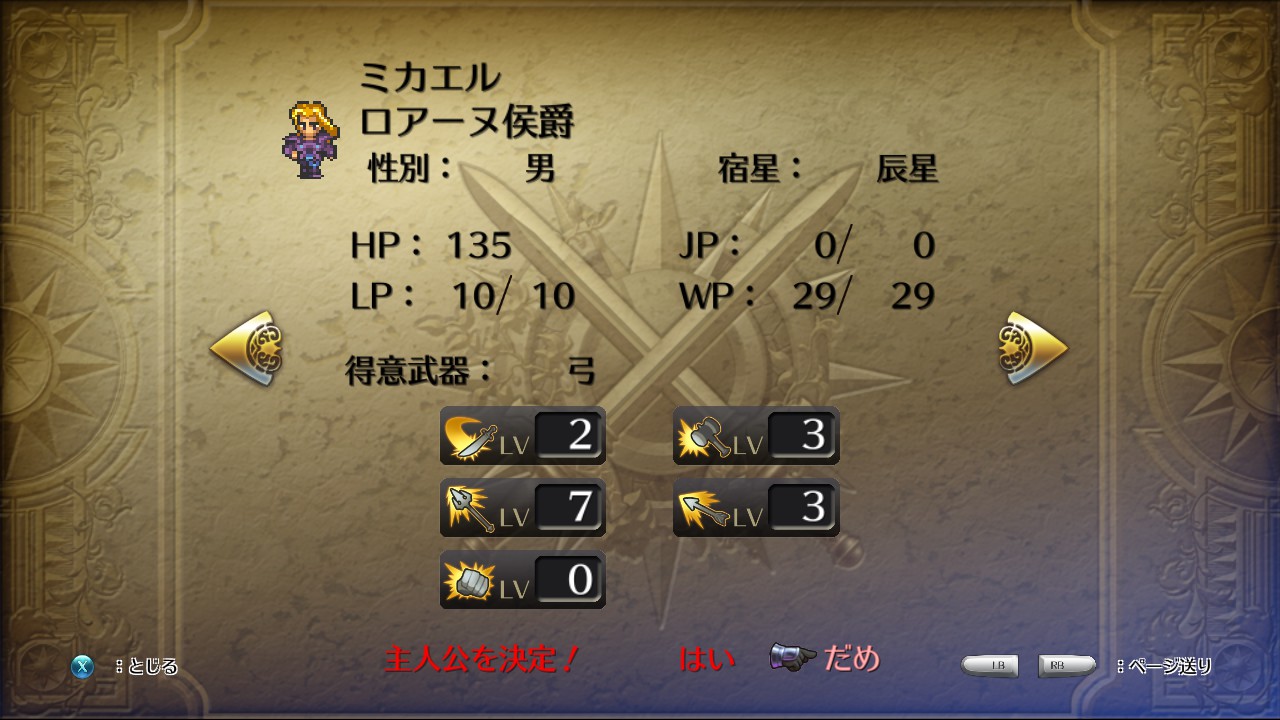 ミカエル
ロアーヌ侯爵
性別： 男 宿星： 辰星
HP： 135 JP： 0/ 0
LP： 10/ 10 WP： 29/ 29
得意武器： 弓
LV 2 LV 3
LV 7 LV 3
LV 0
主人公を決定！ はい だめ
X ：とじる LB RB ：ページ送り